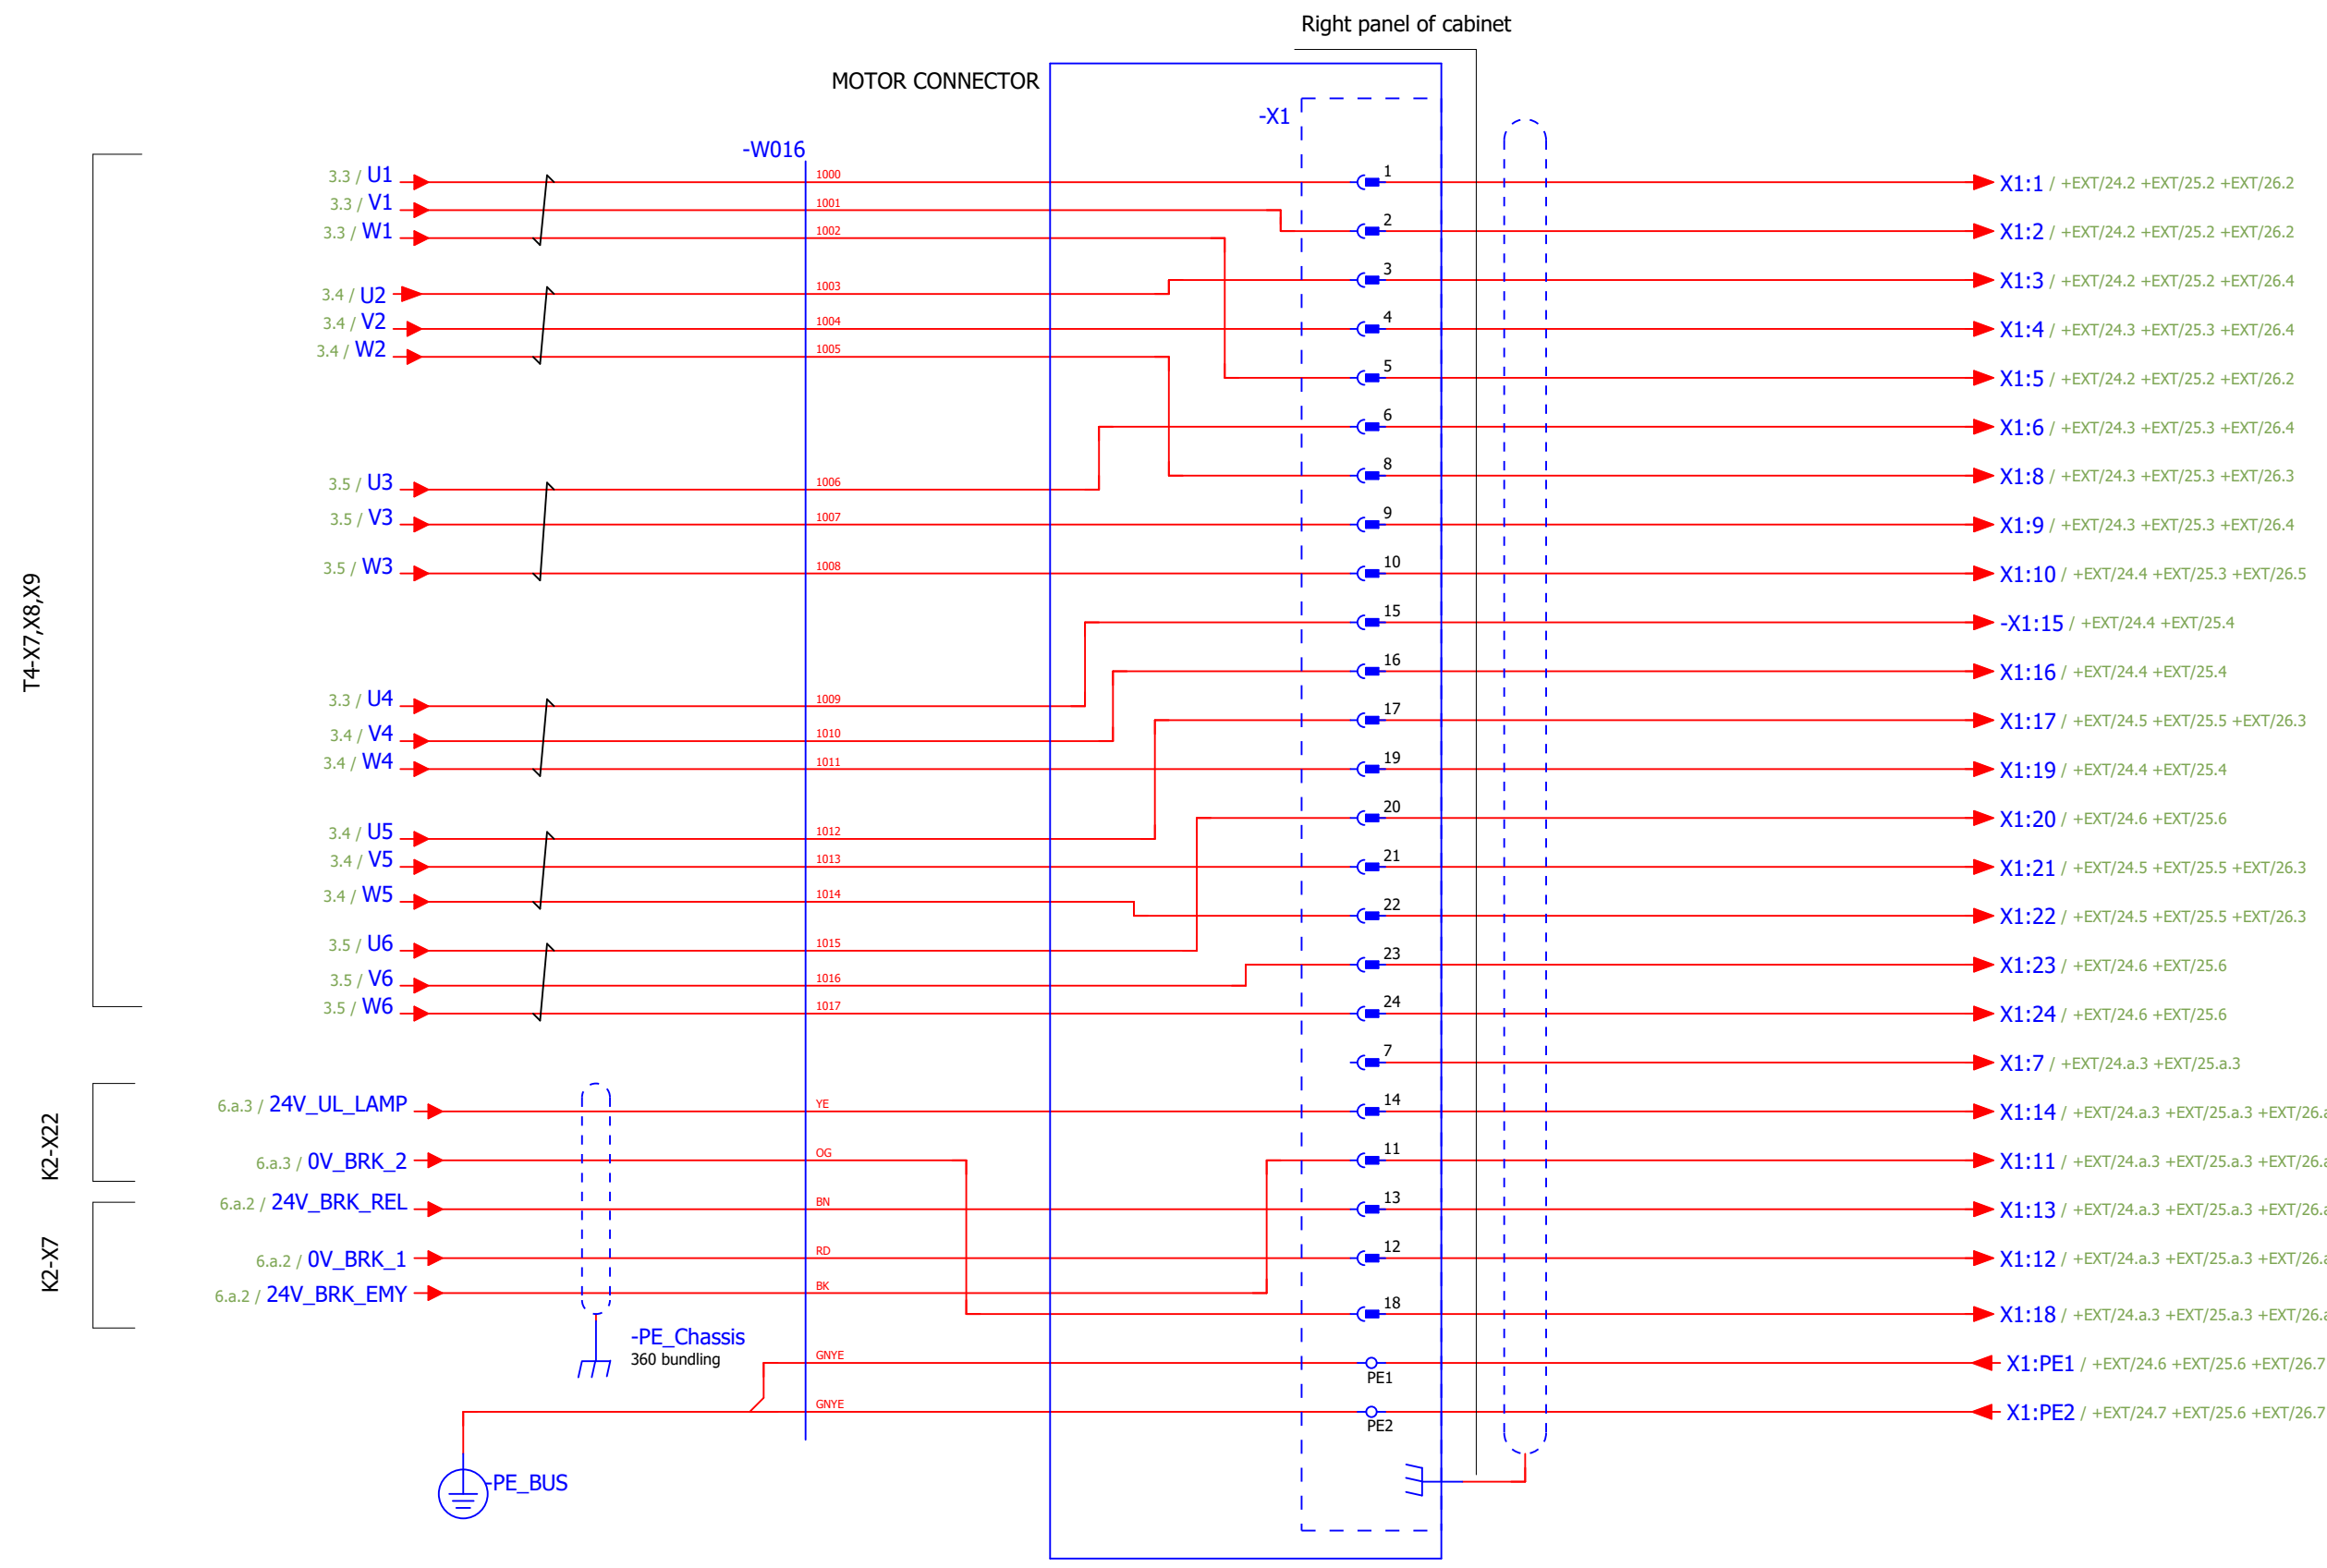 Right panel of cabinet
MOTOR CONNECTOR
-X1
-W016
3.3 / U1 1000 1 X1:1 / +EXT/24.2 +EXT/25.2 +EXT/26.2
3.3 / V1 1001 2 X1:2 / +EXT/24.2 +EXT/25.2 +EXT/26.2
3.3 / W1 1002 3 X1:3 / +EXT/24.2 +EXT/25.2 +EXT/26.4
3.4 / U2 1003 4 X1:4 / +EXT/24.3 +EXT/25.3 +EXT/26.4
3.4 / V2 1004 5 X1:5 / +EXT/24.2 +EXT/25.2 +EXT/26.2
3.4 / W2 1005 6 X1:6 / +EXT/24.3 +EXT/25.3 +EXT/26.4
3.5 / U3 1006 8 X1:8 / +EXT/24.3 +EXT/25.3 +EXT/26.3
3.5 / V3 1007 9 X1:9 / +EXT/24.3 +EXT/25.3 +EXT/26.4
3.5 / W3 1008 10 X1:10 / +EXT/24.4 +EXT/25.3 +EXT/26.5
T4-X7,X8,X9
15 -X1:15 / +EXT/24.4 +EXT/25.4
16 X1:16 / +EXT/24.4 +EXT/25.4
3.3 / U4 1009 17 X1:17 / +EXT/24.5 +EXT/25.5 +EXT/26.3
3.4 / V4 1010
3.4 / W4 1011 19 X1:19 / +EXT/24.4 +EXT/25.4
3.4 / U5 1012 20 X1:20 / +EXT/24.6 +EXT/25.6
3.4 / V5 1013 21 X1:21 / +EXT/24.5 +EXT/25.5 +EXT/26.3
3.4 / W5 1014 22 X1:22 / +EXT/24.5 +EXT/25.5 +EXT/26.3
3.5 / U6 1015 23 X1:23 / +EXT/24.6 +EXT/25.6
3.5 / V6 1016
3.5 / W6 1017 24 X1:24 / +EXT/24.6 +EXT/25.6
7 X1:7 / +EXT/24.a.3 +EXT/25.a.3
K2-X22
6.a.3 / 24V_UL_LAMP YE 14 X1:14 / +EXT/24.a.3 +EXT/25.a.3 +EXT/26.a
6.a.3 / 0V_BRK_2 OG 11 X1:11 / +EXT/24.a.3 +EXT/25.a.3 +EXT/26.a
K2-X7
6.a.2 / 24V_BRK_REL BN 13 X1:13 / +EXT/24.a.3 +EXT/25.a.3 +EXT/26.a
6.a.2 / 0V_BRK_1 RD 12 X1:12 / +EXT/24.a.3 +EXT/25.a.3 +EXT/26.a
6.a.2 / 24V_BRK_EMY BK 18 X1:18 / +EXT/24.a.3 +EXT/25.a.3 +EXT/26.a
-PE_Chassis
360 bundling
GNYE PE1 X1:PE1 / +EXT/24.6 +EXT/25.6 +EXT/26.7
GNYE PE2 X1:PE2 / +EXT/24.7 +EXT/25.6 +EXT/26.7
-PE_BUS